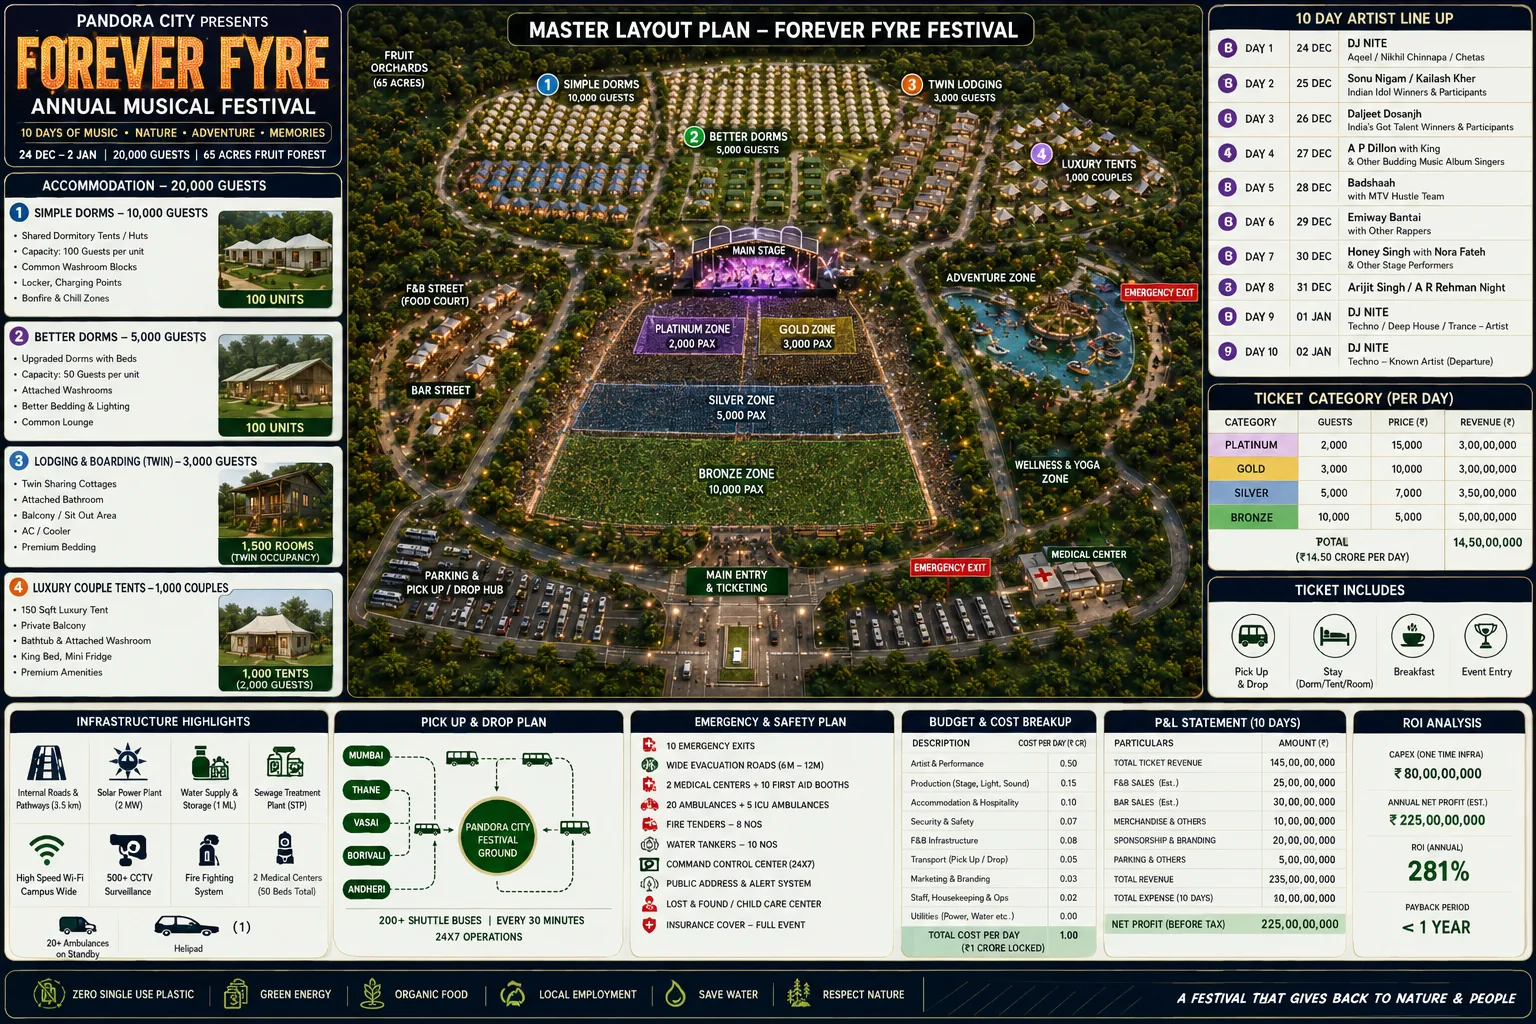 PANDORA CITY PRESENTS
FOREVER FYRE
ANNUAL MUSICAL FESTIVAL
10 DAYS OF MUSIC • NATURE • ADVENTURE • MEMORIES
24 DEC – 2 JAN | 20,000 GUESTS | 65 ACRES FRUIT FOREST
ACCOMMODATION – 20,000 GUESTS
1 SIMPLE DORMS – 10,000 GUESTS
• Shared Dormitory Tents / Huts
• Capacity: 100 Guests per unit
• Common Washroom Blocks
• Locker, Charging Points
• Bonfire & Chill Zones
100 UNITS
2 BETTER DORMS – 5,000 GUESTS
• Upgraded Dorms with Beds
• Capacity: 50 Guests per unit
• Attached Washrooms
• Better Bedding & Lighting
• Common Lounge
100 UNITS
3 LODGING & BOARDING (TWIN) – 3,000 GUESTS
• Twin Sharing Cottages
• Attached Bathroom
• Balcony / Sit Out Area
• AC / Cooler
• Premium Bedding
1,500 ROOMS
(TWIN OCCUPANCY)
4 LUXURY COUPLE TENTS – 1,000 COUPLES
• 150 Sqft Luxury Tent
• Private Balcony
• Bathtub & Attached Washroom
• King Bed, Mini Fridge
• Premium Amenities
1,000 TENTS
(2,000 GUESTS)
MASTER LAYOUT PLAN – FOREVER FYRE FESTIVAL
FRUIT
ORCHARDS
(65 ACRES)
1 SIMPLE DORMS
10,000 GUESTS
3 TWIN LODGING
3,000 GUESTS
2 BETTER DORMS
5,000 GUESTS
4 LUXURY TENTS
1,000 COUPLES
MAIN STAGE
F&B STREET
(FOOD COURT)
ADVENTURE ZONE
EMERGENCY EXIT
PLATINUM ZONE
2,000 PAX
GOLD ZONE
3,000 PAX
BAR STREET
SILVER ZONE
5,000 PAX
BRONZE ZONE
10,000 PAX
WELLNESS & YOGA
ZONE
MEDICAL CENTER
EMERGENCY EXIT
PARKING &
PICK UP / DROP HUB
MAIN ENTRY
& TICKETING
10 DAY ARTIST LINE UP
DAY 1 24 DEC DJ NITE
Aqeel / Nikhil Chinnapa / Chetas
DAY 2 25 DEC Sonu Nigam / Kailash Kher
Indian Idol Winners & Participants
DAY 3 26 DEC Daljeet Dosanjh
India's Got Talent Winners & Participants
4 DAY 4 27 DEC A P Dillon with King
& Other Budding Music Album Singers
DAY 5 28 DEC Badshaah
with MTV Hustle Team
DAY 6 29 DEC Emiway Bantai
with Other Rappers
DAY 7 30 DEC Honey Singh with Nora Fateh
& Other Stage Performers
DAY 8 31 DEC Arijit Singh / A R Rehman Night
DAY 9 01 JAN DJ NITE
Techno / Deep House / Trance – Artist
9 DAY 10 02 JAN DJ NITE
Techno – Known Artist (Departure)
TICKET CATEGORY (PER DAY)
CATEGORY GUESTS PRICE (₹) REVENUE (₹)
PLATINUM 2,000 15,000 3,00,00,000
GOLD 3,000 10,000 3,00,00,000
SILVER 5,000 7,000 3,50,00,000
BRONZE 10,000 5,000 5,00,00,000
TOTAL 14,50,00,000
(₹14.50 CRORE PER DAY)
TICKET INCLUDES
Pick Up
& Drop
Stay
(Dorm/Tent/Room)
Breakfast
Event Entry
INFRASTRUCTURE HIGHLIGHTS
Internal Roads &
Pathways (3.5 km)
Solar Power Plant
(2 MW)
Water Supply &
Storage (1 ML)
Sewage Treatment
Plant (STP)
High Speed Wi-Fi
Campus Wide
500+ CCTV
Surveillance
Fire Fighting
System
2 Medical Centers
(50 Beds Total)
20+ Ambulances
on Standby
Helipad
(1)
PICK UP & DROP PLAN
MUMBAI
THANE
VASAI
BORIVALI
ANDHERI
PANDORA CITY
FESTIVAL
GROUND
200+ SHUTTLE BUSES | EVERY 30 MINUTES
24X7 OPERATIONS
EMERGENCY & SAFETY PLAN
10 EMERGENCY EXITS
WIDE EVACUATION ROADS (6M – 12M)
2 MEDICAL CENTERS + 10 FIRST AID BOOTHS
20 AMBULANCES + 5 ICU AMBULANCES
FIRE TENDERS – 8 NOS
WATER TANKERS – 10 NOS
COMMAND CONTROL CENTER (24X7)
PUBLIC ADDRESS & ALERT SYSTEM
LOST & FOUND / CHILD CARE CENTER
INSURANCE COVER – FULL EVENT
BUDGET & COST BREAKUP
DESCRIPTION COST PER DAY (₹ CR)
Artist & Performance 0.50
Production (Stage, Light, Sound) 0.15
Accommodation & Hospitality 0.10
Security & Safety 0.07
F&B Infrastructure 0.08
Transport (Pick Up / Drop) 0.05
Marketing & Branding 0.03
Staff, Housekeeping & Ops 0.02
Utilities (Power, Water etc..) 0.00
TOTAL COST PER DAY 1.00
(₹1 CRORE LOCKED)
P&L STATEMENT (10 DAYS)
PARTICULARS AMOUNT (₹)
TOTAL TICKET REVENUE 145,00,00,000
F&B SALES (Est.) 25,00,00,000
BAR SALES (Est.) 30,00,00,000
MERCHANDISE & OTHERS 10,00,00,000
SPONSORSHIP & BRANDING 20,00,00,000
PARKING & OTHERS 5,00,00,000
TOTAL REVENUE 235,00,00,000
TOTAL EXPENSE (10 DAYS) 10,00,00,000
NET PROFIT (BEFORE TAX) 225,00,00,000
ROI ANALYSIS
CAPEX (ONE TIME INFRA)
₹ 80,00,00,000
ANNUAL NET PROFIT (EST.)
₹ 225,00,00,000
ROI (ANNUAL)
281%
PAYBACK PERIOD
< 1 YEAR
ZERO SINGLE USE PLASTIC
GREEN ENERGY
ORGANIC FOOD
LOCAL EMPLOYMENT
SAVE WATER
RESPECT NATURE
A FESTIVAL THAT GIVES BACK TO NATURE & PEOPLE